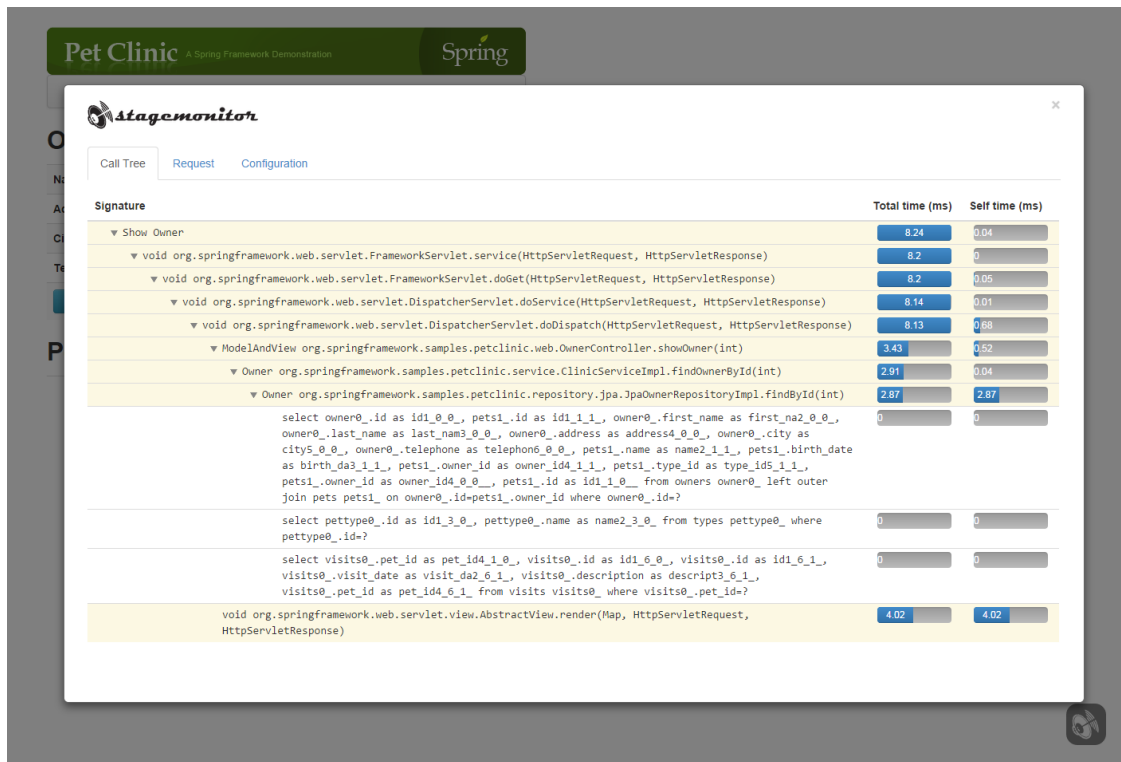 Pet Clinic A Spring Framework Demonstration
Spring
stagemonitor
×
Call Tree Request Configuration
Signature Total time (ms) Self time (ms)
▼ Show Owner 8.24 0.04
▼ void org.springframework.web.servlet.FrameworkServlet.service(HttpServletRequest, HttpServletResponse) 8.2 0
▼ void org.springframework.web.servlet.FrameworkServlet.doGet(HttpServletRequest, HttpServletResponse) 8.2 0.05
▼ void org.springframework.web.servlet.DispatcherServlet.doService(HttpServletRequest, HttpServletResponse) 8.14 0.01
▼ void org.springframework.web.servlet.DispatcherServlet.doDispatch(HttpServletRequest, HttpServletResponse) 8.13 0.68
▼ ModelAndView org.springframework.samples.petclinic.web.OwnerController.showOwner(int) 3.43 0.52
▼ Owner org.springframework.samples.petclinic.service.ClinicServiceImpl.findOwnerById(int) 2.91 0.04
▼ Owner org.springframework.samples.petclinic.repository.jpa.JpaOwnerRepositoryImpl.findById(int) 2.87 2.87
select owner0_.id as id1_0_0_, pets1_.id as id1_1_1_, owner0_.first_name as first_na2_0_0_, 0 0
owner0_.last_name as last_nam3_0_0_, owner0_.address as address4_0_0_, owner0_.city as
city5_0_0_, owner0_.telephone as telephon6_0_0_, pets1_.name as name2_1_1_, pets1_.birth_date
as birth_da3_1_1_, pets1_.owner_id as owner_id4_1_1_, pets1_.type_id as type_id5_1_1_,
pets1_.owner_id as owner_id4_0_0__, pets1_.id as id1_1_0__ from owners owner0_ left outer
join pets pets1_ on owner0_.id=pets1_.owner_id where owner0_.id=?
select pettype0_.id as id1_3_0_, pettype0_.name as name2_3_0_ from types pettype0_ where 0 0
pettype0_.id=?
select visits0_.pet_id as pet_id4_1_0_, visits0_.id as id1_6_0_, visits0_.id as id1_6_1_, 0 0
visits0_.visit_date as visit_da2_6_1_, visits0_.description as descript3_6_1_,
visits0_.pet_id as pet_id4_6_1_ from visits visits0_ where visits0_.pet_id=?
void org.springframework.web.servlet.view.AbstractView.render(Map, HttpServletRequest, 4.02 4.02
HttpServletResponse)